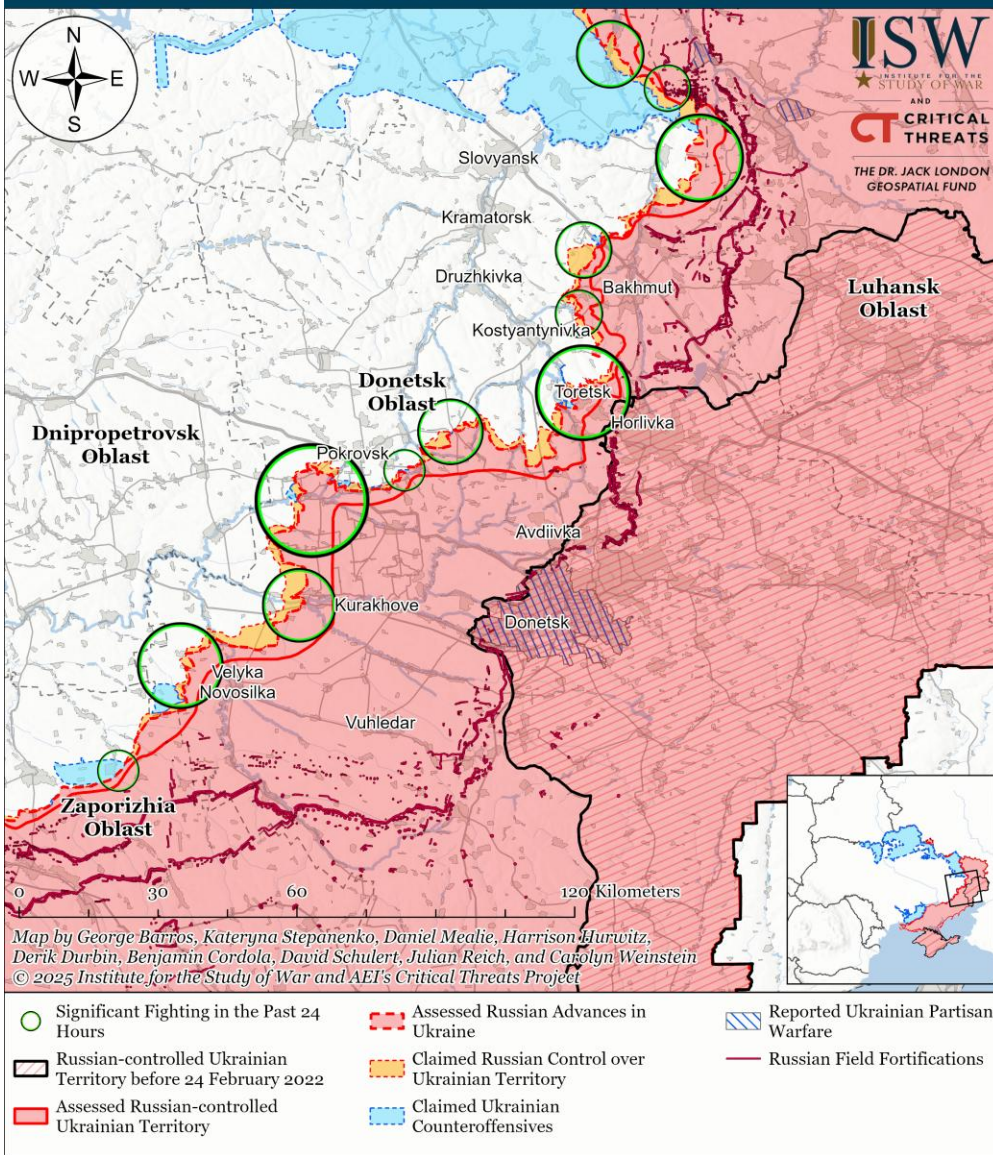 N
W
E
S
ISW
INSTITUTE FOR THE
STUDY OF WAR
AND
CT CRITICAL
THREATS
THE DR. JACK LONDON
GEOSPATIAL FUND
Slovyansk
Kramatorsk
Druzhkivka
Bakhmut
Luhansk
Oblast
Kostyantynivka
Donetsk
Oblast
Toretsk
Horlivka
Dnipropetrovsk
Oblast
Pokrovsk
Avdiivka
Kurakhove
Donetsk
Velyka
Novosilka
Vuhledar
Zaporizhia
Oblast
0 30 60 120 Kilometers
Map by George Barros, Kateryna Stepanenko, Daniel Mealie, Harrison Hurwitz,
Derik Durbin, Benjamin Cordola, David Schulert, Julian Reich, and Carolyn Weinstein
© 2025 Institute for the Study of War and AEI's Critical Threats Project
Significant Fighting in the Past 24
Hours
Russian-controlled Ukrainian
Territory before 24 February 2022
Assessed Russian-controlled
Ukrainian Territory
Assessed Russian Advances in
Ukraine
Claimed Russian Control over
Ukrainian Territory
Claimed Ukrainian
Counteroffensives
Reported Ukrainian Partisan
Warfare
Russian Field Fortifications